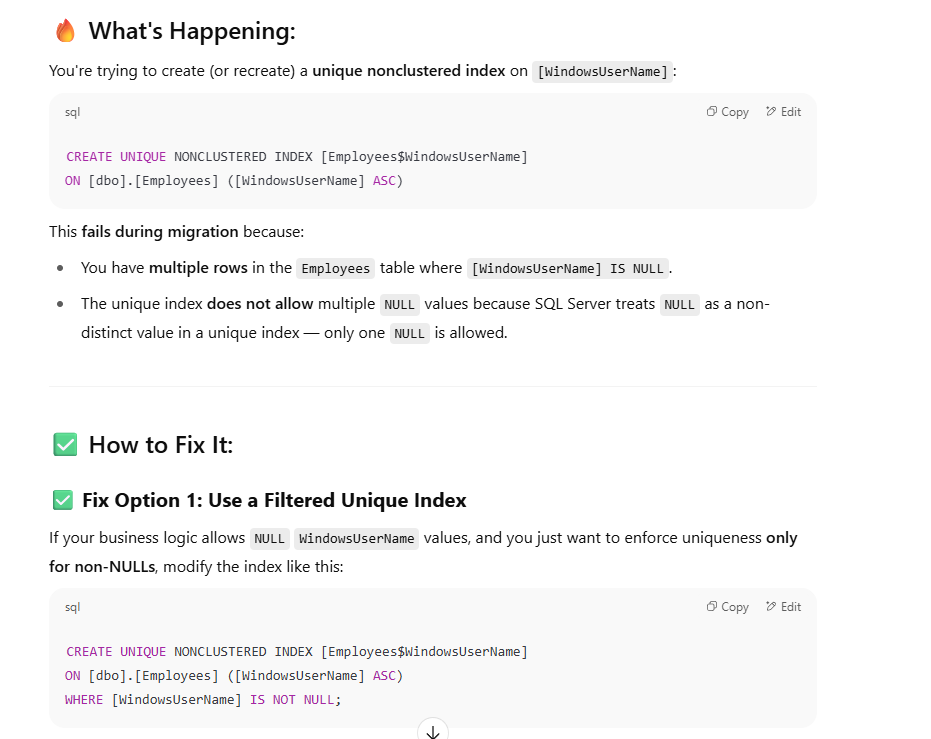 🔥 What's Happening:
You're trying to create (or recreate) a unique nonclustered index on [WindowsUserName]:
sql
Copy Edit
CREATE UNIQUE NONCLUSTERED INDEX [Employees$WindowsUserName]
ON [dbo].[Employees] ([WindowsUserName] ASC)
This fails during migration because:
• You have multiple rows in the Employees table where [WindowsUserName] IS NULL.
• The unique index does not allow multiple NULL values because SQL Server treats NULL as a non-
distinct value in a unique index — only one NULL is allowed.
✅ How to Fix It:
✅ Fix Option 1: Use a Filtered Unique Index
If your business logic allows NULL WindowsUserName values, and you just want to enforce uniqueness only
for non-NULLs, modify the index like this:
sql
Copy Edit
CREATE UNIQUE NONCLUSTERED INDEX [Employees$WindowsUserName]
ON [dbo].[Employees] ([WindowsUserName] ASC)
WHERE [WindowsUserName] IS NOT NULL;